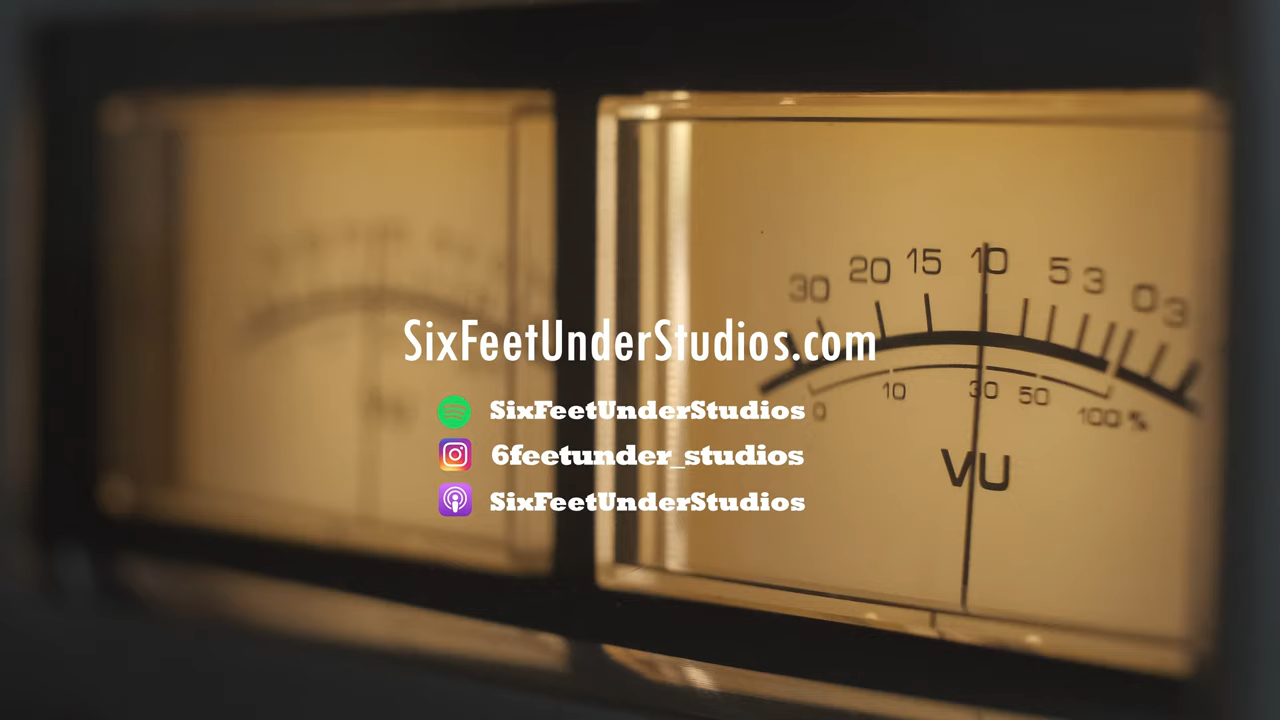 30 20 15 10 5 3 0 3
SixFeetUnderStudios.com
0 10 30 50 100 %
SixFeetUnderStudios
6feetunder_studios
VU
SixFeetUnderStudios